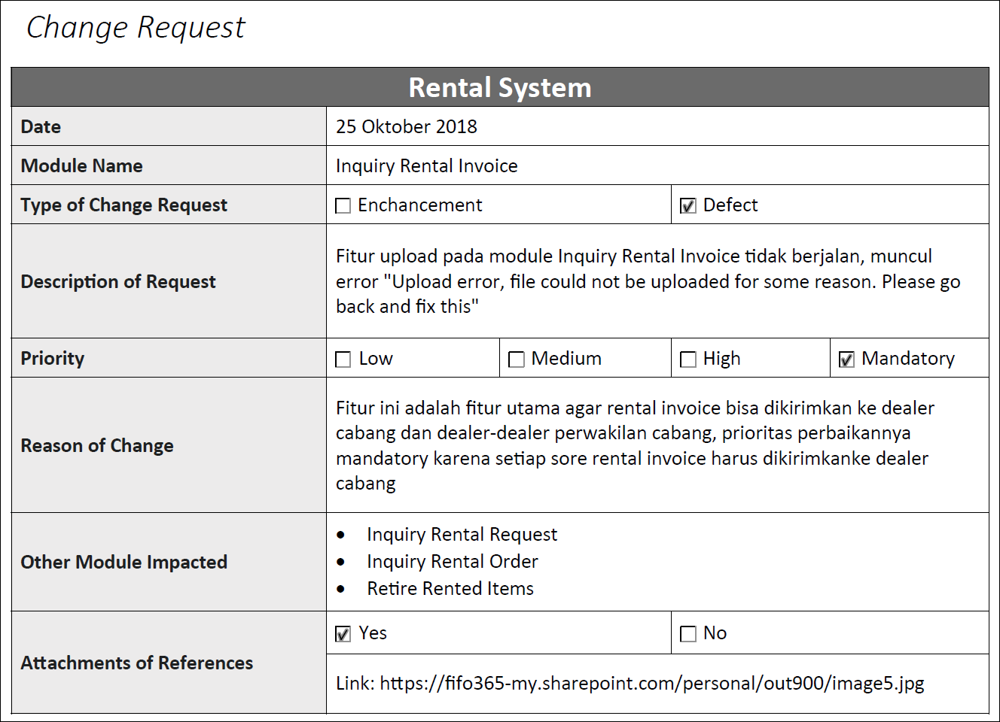 Change Request
Rental System
Date
25 Oktober 2018
Module Name
Inquiry Rental Invoice
Type of Change Request
Enchancement
Defect
Description of Request
Fitur upload pada module Inquiry Rental Invoice tidak berjalan, muncul
error "Upload error, file could not be uploaded for some reason. Please go
back and fix this"
Priority
Low
Medium
High
Mandatory
Reason of Change
Fitur ini adalah fitur utama agar rental invoice bisa dikirimkan ke dealer
cabang dan dealer-dealer perwakilan cabang, prioritas perbaikannya
mandatory karena setiap sore rental invoice harus dikirimkanke dealer
cabang
Other Module Impacted
• Inquiry Rental Request
• Inquiry Rental Order
• Retire Rented Items
Attachments of References
Yes
No
Link: https://fifo365-my.sharepoint.com/personal/out900/image5.jpg